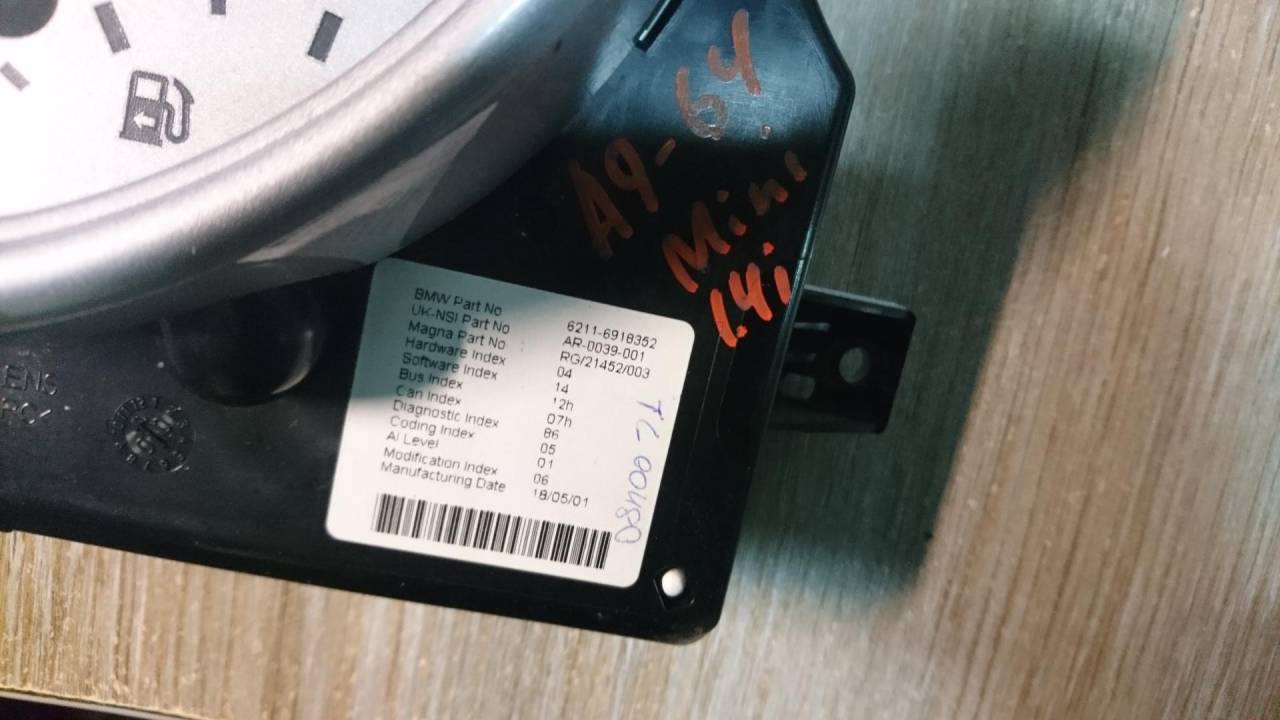 A9-64
Mini
1.4i
BMW Part No 6211-6918352
UK-NSI Part No AR-0039-001
Magna Part No RG/21452/003
Hardware Index 04
Software Index 14
Bus Index 12h
Can Index 07h
Diagnostic Index 86
Coding Index 05
AI Level 01
Modification Index 06
Manufacturing Date 18/05/01
TC 00480
LENS